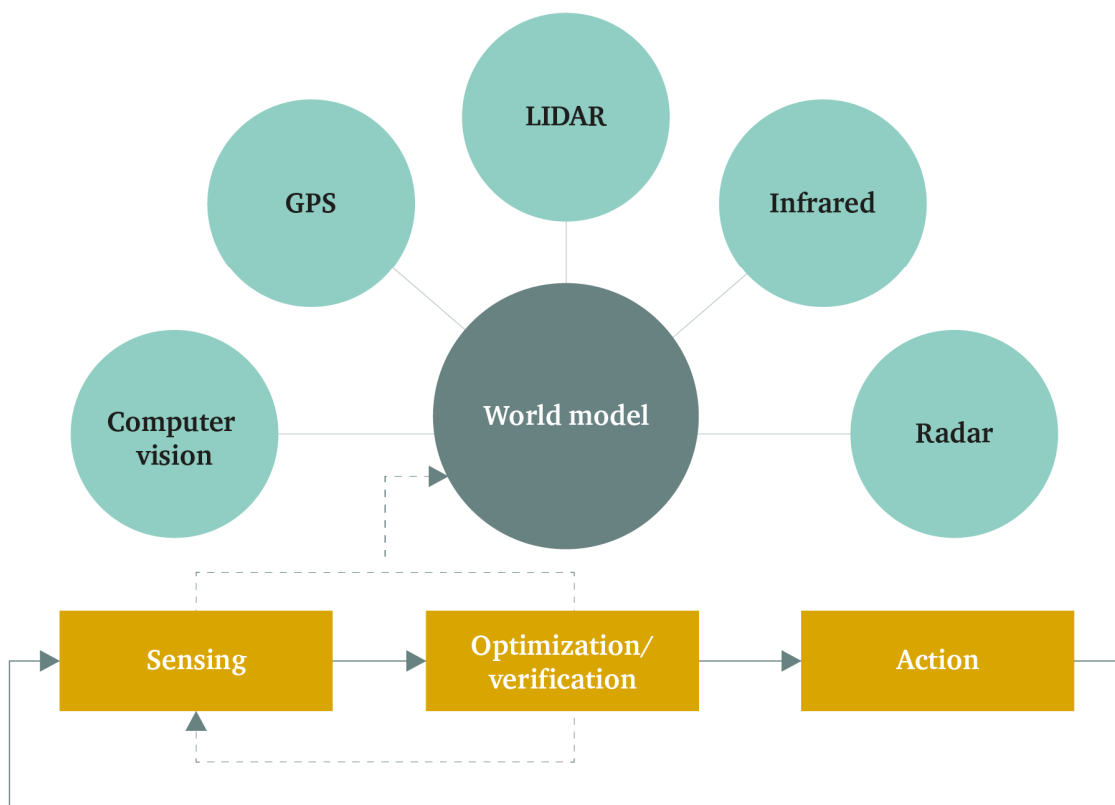 LIDAR
GPS
Infrared
Computer
vision
World model
Radar
Sensing
Optimization/
verification
Action